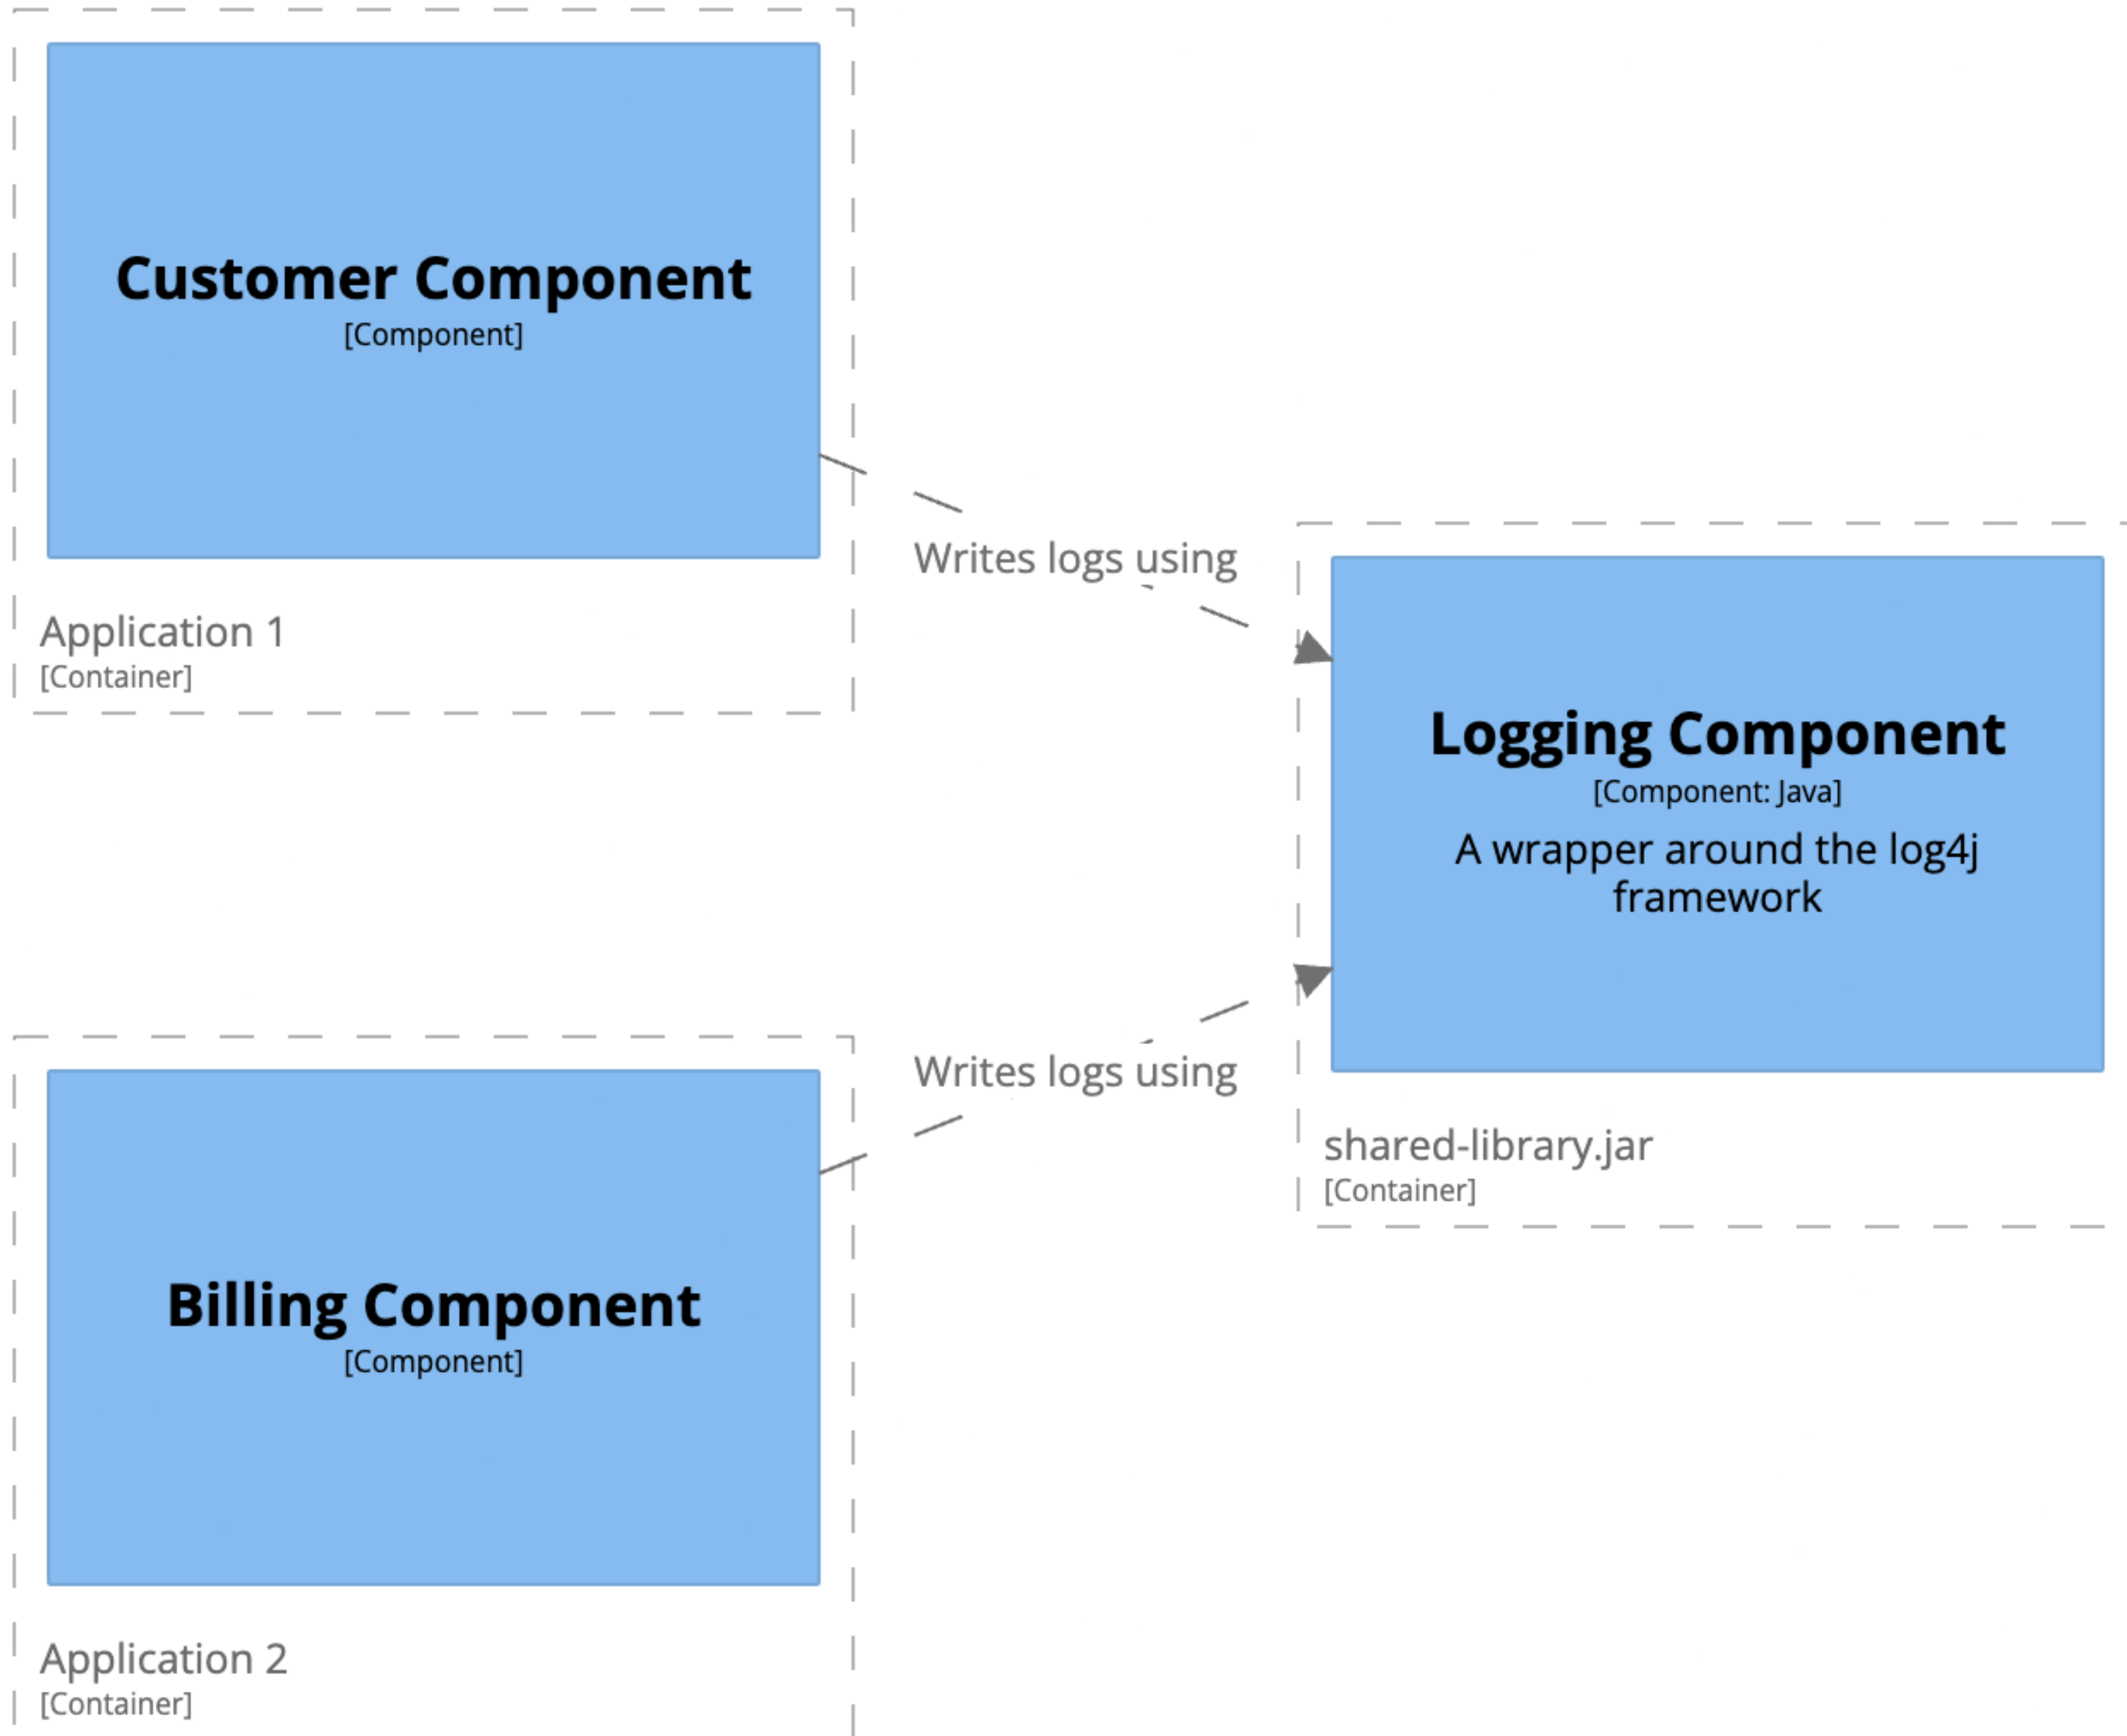 Customer Component
[Component]
Application 1
[Container]
Writes logs using
Logging Component
[Component: Java]
A wrapper around the log4j
framework
shared-library.jar
[Container]
Writes logs using
Billing Component
[Component]
Application 2
[Container]